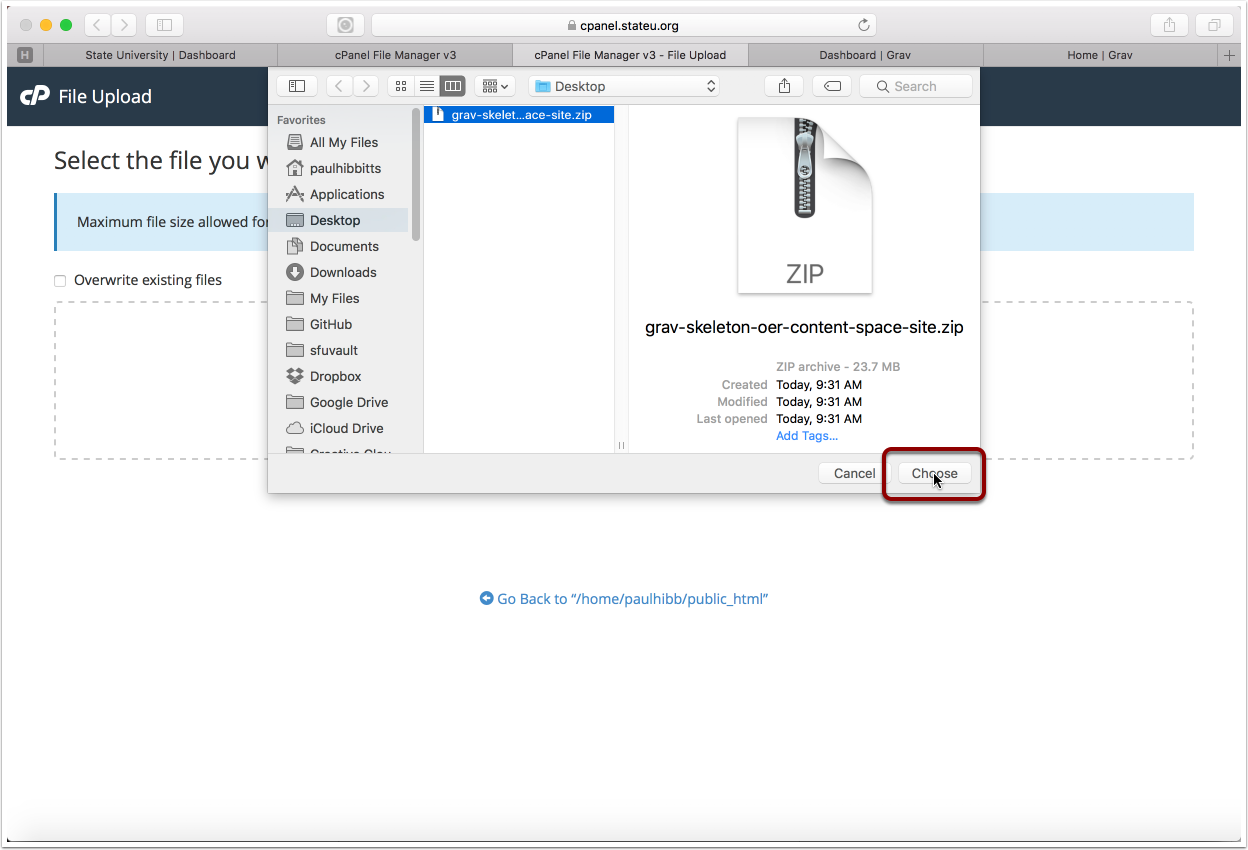 cpanel.stateu.org
H
State University | Dashboard
cPanel File Manager v3
cPanel File Manager v3 - File Upload
Dashboard | Grav
Home | Grav
cP File Upload
Desktop
Search
Select the file you
Maximum file size allowed for
Overwrite existing files
Favorites
All My Files
paulhibbitts
Applications
Desktop
Documents
Downloads
My Files
GitHub
sfuvault
Dropbox
Google Drive
iCloud Drive
grav-skelet...ace-site.zip
ZIP
grav-skeleton-oer-content-space-site.zip
ZIP archive - 23.7 MB
Created Today, 9:31 AM
Modified Today, 9:31 AM
Last opened Today, 9:31 AM
Add Tags...
Cancel
Choose
Go Back to “/home/paulhibb/public_html”